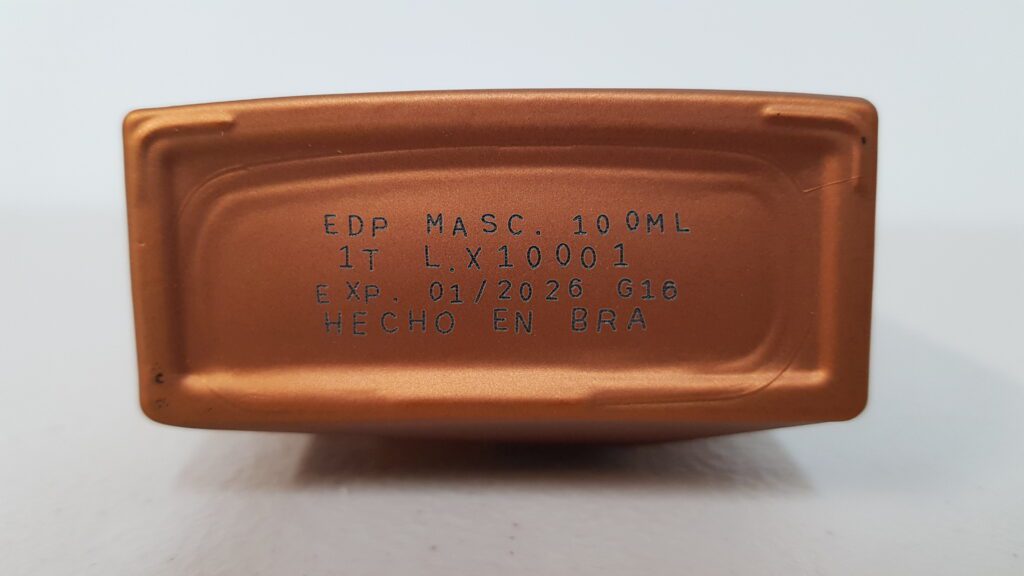 EDP MASC. 100ML
1T L.X10001
EXP. 01/2026 G16
HECHO EN BRA